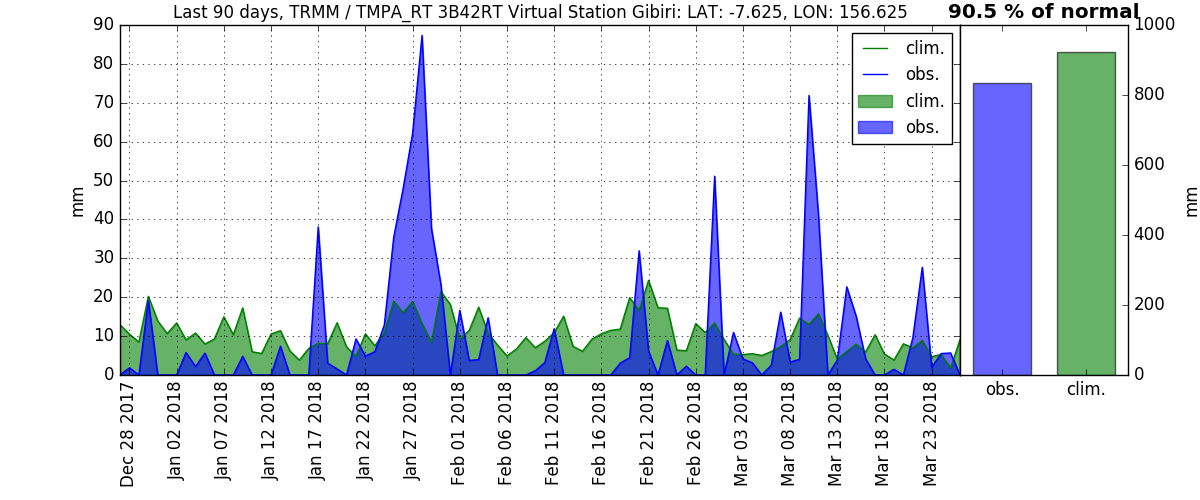 Last 90 days, TRMM / TMPA_RT 3B42RT Virtual Station Gibiri: LAT: -7.625, LON: 156.625
90.5 % of normal
90
80
70
60
50
40
30
20
10
0
mm
clim.
obs.
clim.
obs.
1000
800
600
400
200
0
mm
obs.
clim.
Dec 28 2017
Jan 02 2018
Jan 07 2018
Jan 12 2018
Jan 17 2018
Jan 22 2018
Jan 27 2018
Feb 01 2018
Feb 06 2018
Feb 11 2018
Feb 16 2018
Feb 21 2018
Feb 26 2018
Mar 03 2018
Mar 08 2018
Mar 13 2018
Mar 18 2018
Mar 23 2018